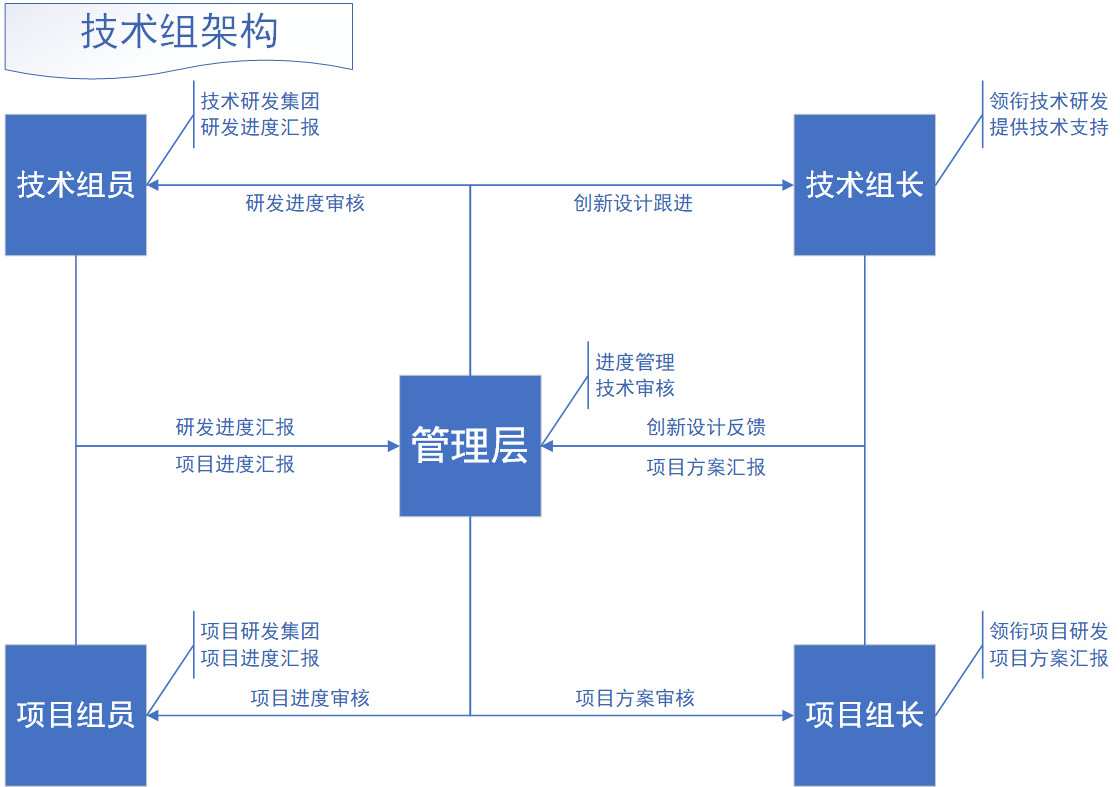 技术组架构
技术研发集团
研发进度汇报
领衔技术研发
提供技术支持
技术组员
技术组长
研发进度审核
创新设计跟进
进度管理
技术审核
研发进度汇报
创新设计反馈
管理层
项目进度汇报
项目方案汇报
项目研发集团
项目进度汇报
领衔项目研发
项目方案汇报
项目进度审核
项目方案审核
项目组员
项目组长